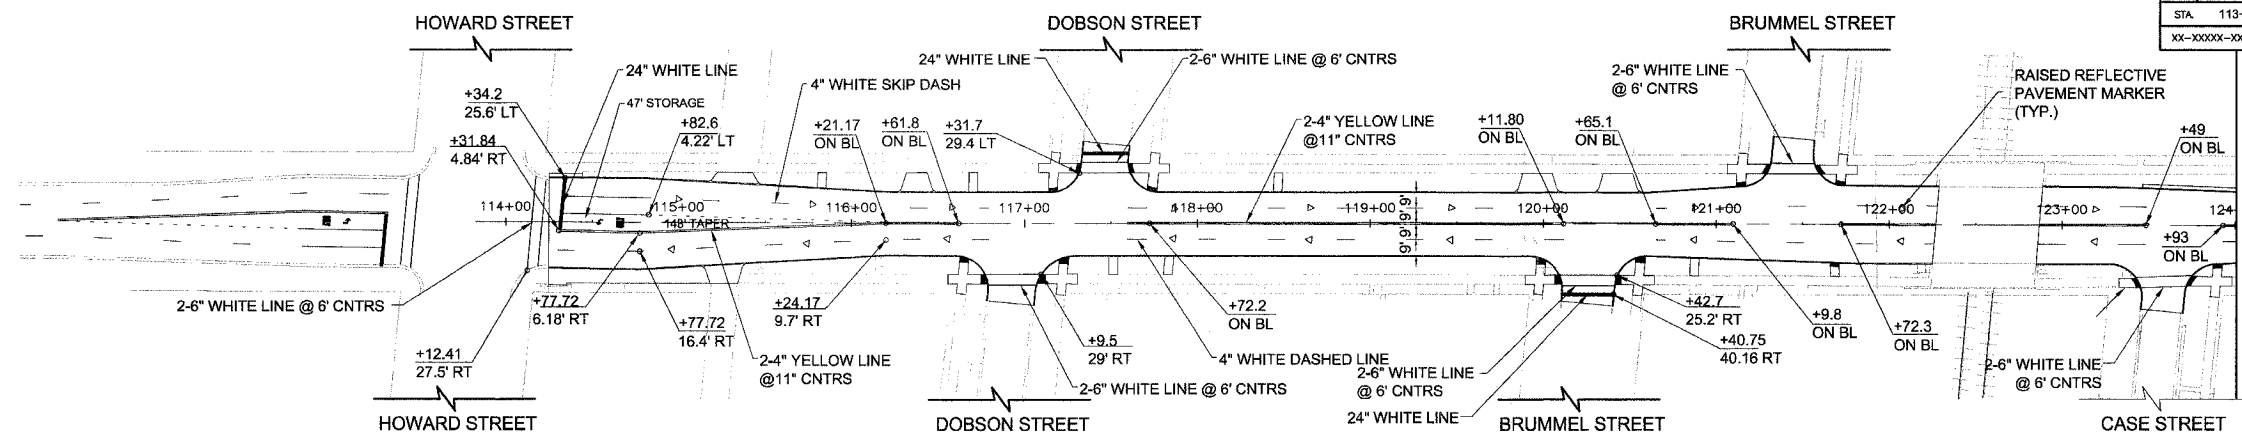 HOWARD STREET
DOBSON STREET
BRUMMEL STREET
STA. 113-
XX-XXXXX-XX
24" WHITE LINE
2-6" WHITE LINE @ 6' CNTRS
24" WHITE LINE
4" WHITE SKIP DASH
2-6" WHITE LINE
@ 6' CNTRS
RAISED REFLECTIVE
PAVEMENT MARKER
(TYP.)
+34.2
25.6' LT
47' STORAGE
+82.6
4.22' LT
+21.17
ON BL
+61.8
ON BL
+31.7
29.4 LT
2-4" YELLOW LINE
@11" CNTRS
+11.80
ON BL
+65.1
ON BL
+49
ON BL
+31.84
4.84' RT
114+00
115+00
116+00
117+00
118+00
119+00
120+00
121+00
122+00
123+00
124
148' TAPER
9' 9' 9' 9'
+93
ON BL
2-6" WHITE LINE @ 6' CNTRS
+77.72
6.18' RT
+77.72
16.4' RT
+24.17
9.7' RT
+72.2
ON BL
+42.7
25.2' RT
+9.8
ON BL
+72.3
ON BL
+12.41
27.5' RT
2-4" YELLOW LINE
@11" CNTRS
+9.5
29' RT
4" WHITE DASHED LINE
+40.75
40.16 RT
2-6" WHITE LINE
@ 6' CNTRS
2-6" WHITE LINE @ 6' CNTRS
2-6" WHITE LINE
@ 6' CNTRS
24" WHITE LINE
HOWARD STREET
DOBSON STREET
BRUMMEL STREET
CASE STREET